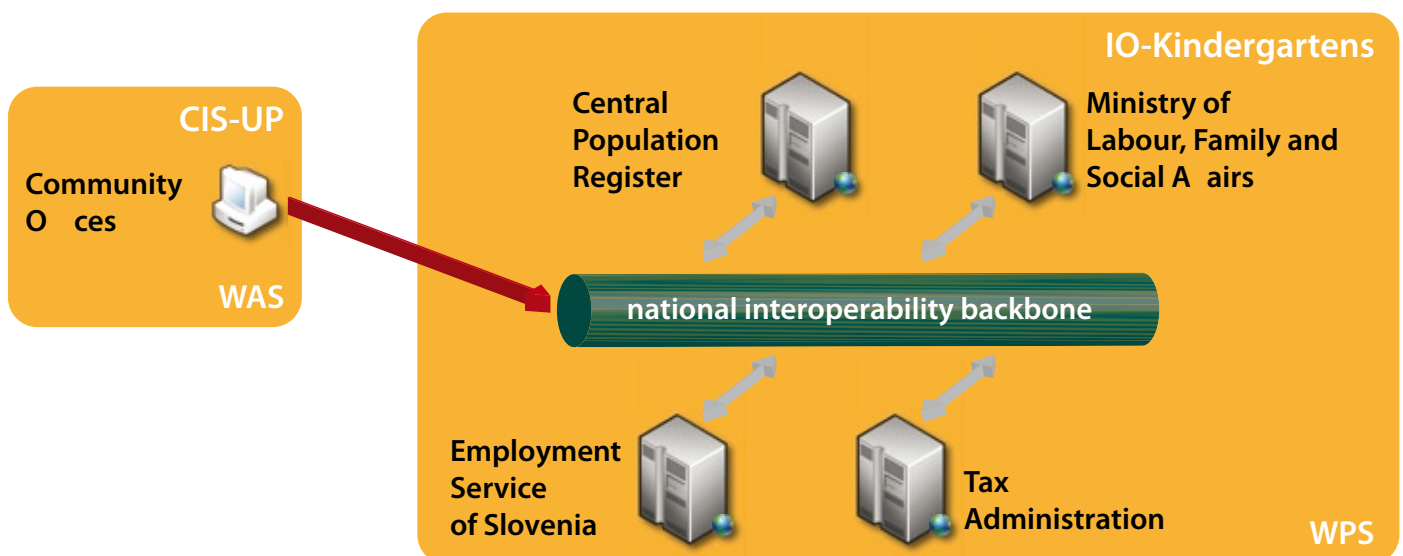 CIS-UP
Community
O ces
WAS
IO-Kindergartens
Central
Population
Register
Ministry of
Labour, Family and
Social A airs
national interoperability backbone
Employment
Service
of Slovenia
Tax
Administration
WPS